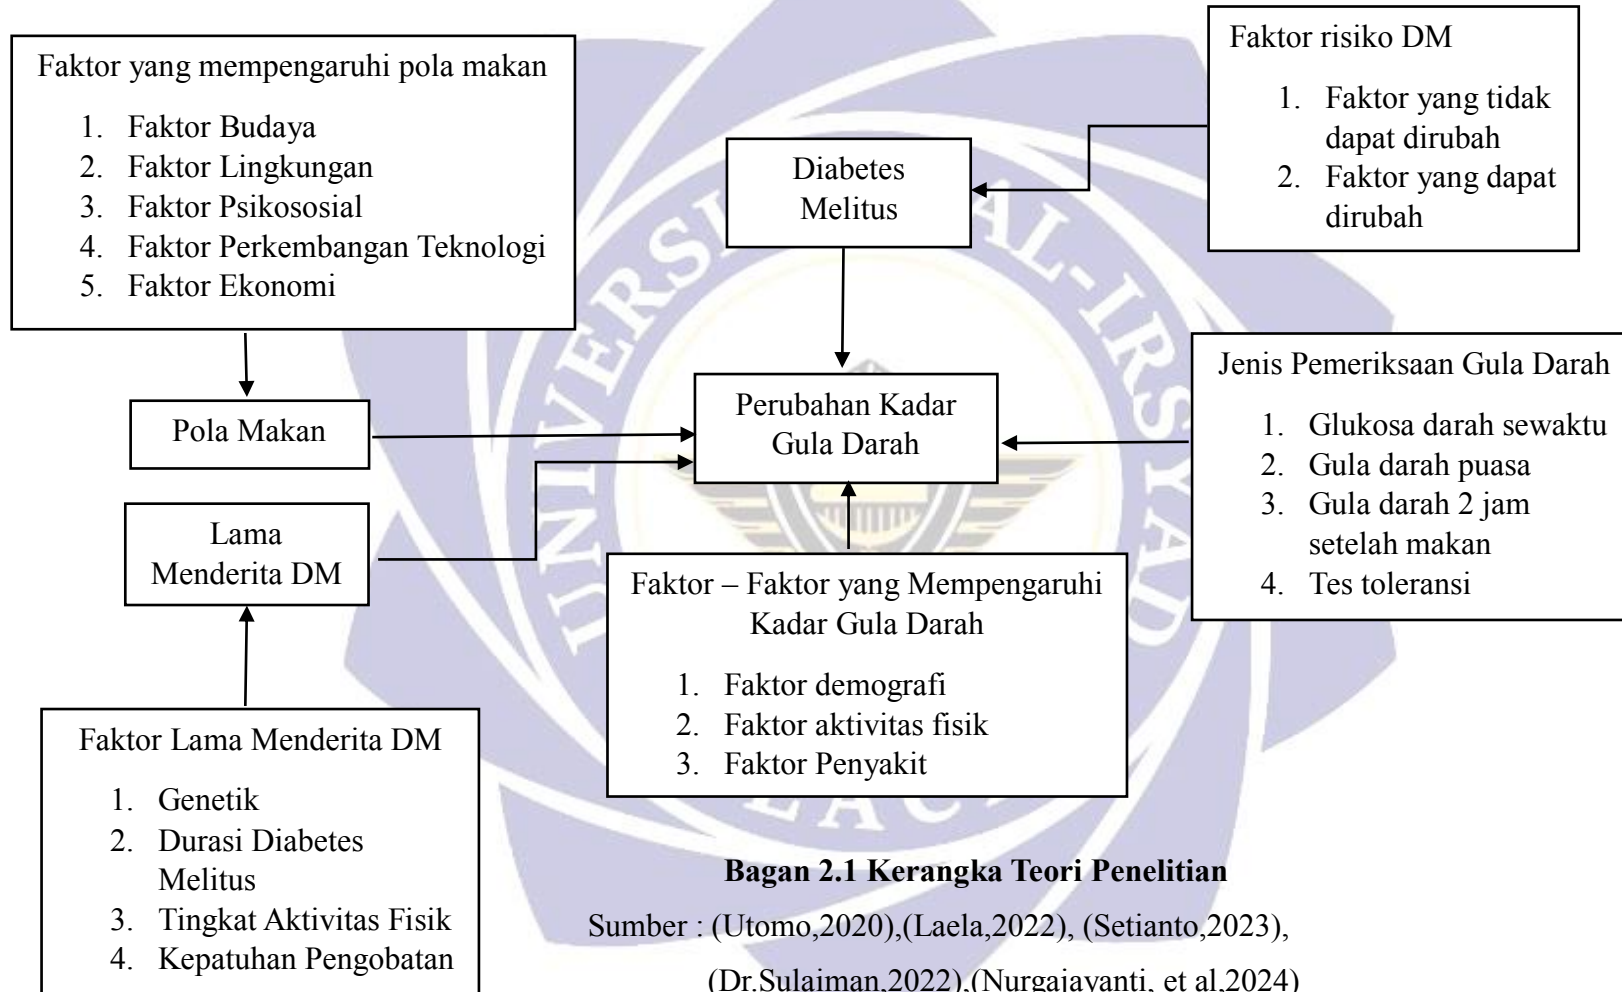 Faktor yang mempengaruhi pola makan
1. Faktor Budaya
2. Faktor Lingkungan
3. Faktor Psikososial
4. Faktor Perkembangan Teknologi
5. Faktor Ekonomi
Diabetes
Melitus
Faktor risiko DM
1. Faktor yang tidak
dapat dirubah
2. Faktor yang dapat
dirubah
Pola Makan
Perubahan Kadar
Gula Darah
Jenis Pemeriksaan Gula Darah
1. Glukosa darah sewaktu
2. Gula darah puasa
3. Gula darah 2 jam
setelah makan
4. Tes toleransi
Lama
Menderita DM
Faktor – Faktor yang Mempengaruhi
Kadar Gula Darah
1. Faktor demografi
2. Faktor aktivitas fisik
3. Faktor Penyakit
Faktor Lama Menderita DM
1. Genetik
2. Durasi Diabetes
Melitus
3. Tingkat Aktivitas Fisik
4. Kepatuhan Pengobatan
Bagan 2.1 Kerangka Teori Penelitian
Sumber : (Utomo,2020),(Laela,2022), (Setianto,2023),
(Dr.Sulaiman,2022),(Nurgajayanti, et al,2024)
AL-IRSYAD